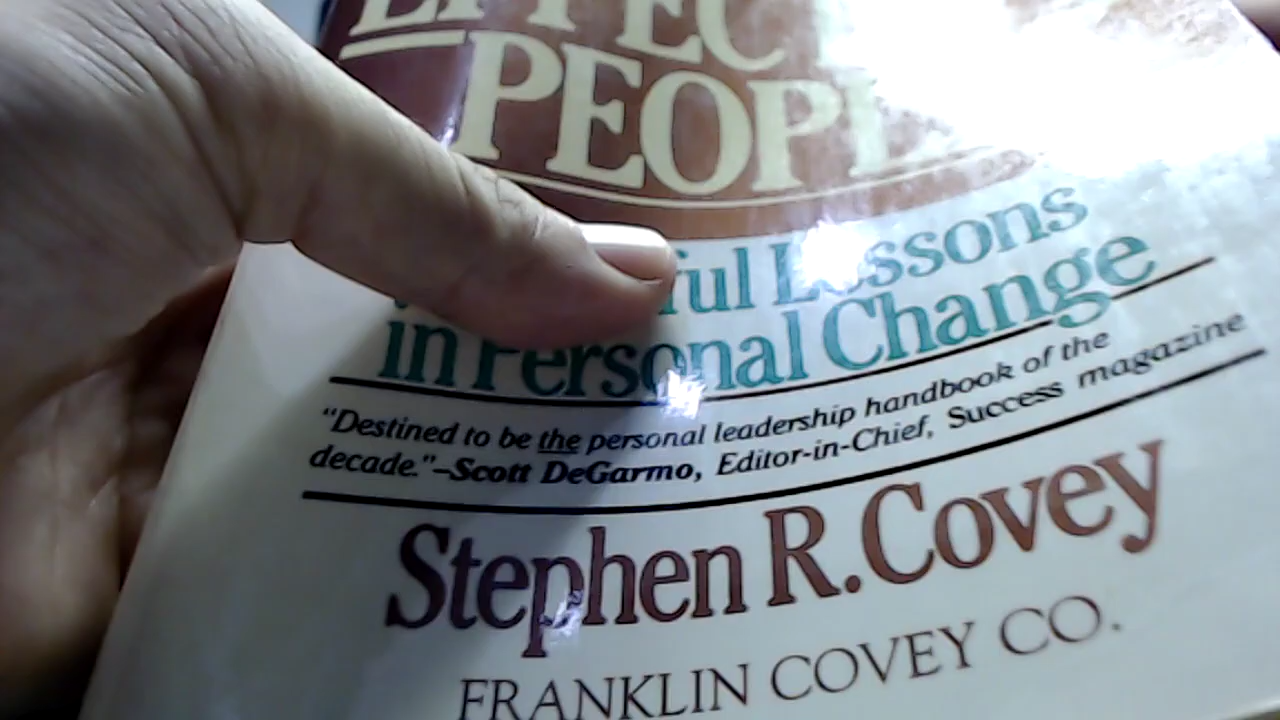 PEOPL
Lessons
in Personal Change
"Destined to be the personal leadership handbook of the
decade."–Scott DeGarmo, Editor-in-Chief, Success magazine
Stephen R. Covey
FRANKLIN COVEY CO.